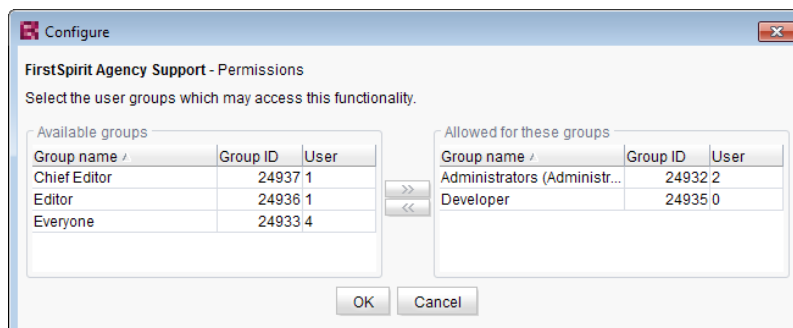 Configure
FirstSpirit Agency Support - Permissions
Select the user groups which may access this functionality.
Available groups
Group name Group ID User
Chief Editor 24937 1
Editor 24936 1
Everyone 24933 4
>>
<<
Allowed for these groups
Group name Group ID User
Administrators (Administr... 24932 2
Developer 24935 0
OK Cancel